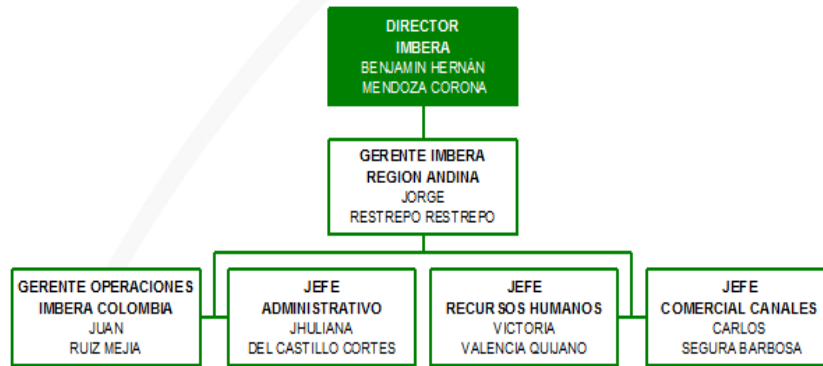 DIRECTOR
IMBERA
BENJAMIN HERNÁN
MENDOZA CORONA
GERENTE IMBERA
REGION ANDINA
JORGE
RESTREPO RESTREPO
GERENTE OPERACIONES
IMBERA COLOMBIA
JUAN
RUIZ MEJIA
JEFE
ADMINISTRATIVO
JHULIANA
DEL CASTILLO CORTES
JEFE
RECURSOS HUMANOS
VICTORIA
VALENCIA QUIJANO
JEFE
COMERCIAL CANALES
CARLOS
SEGURA BARBOSA